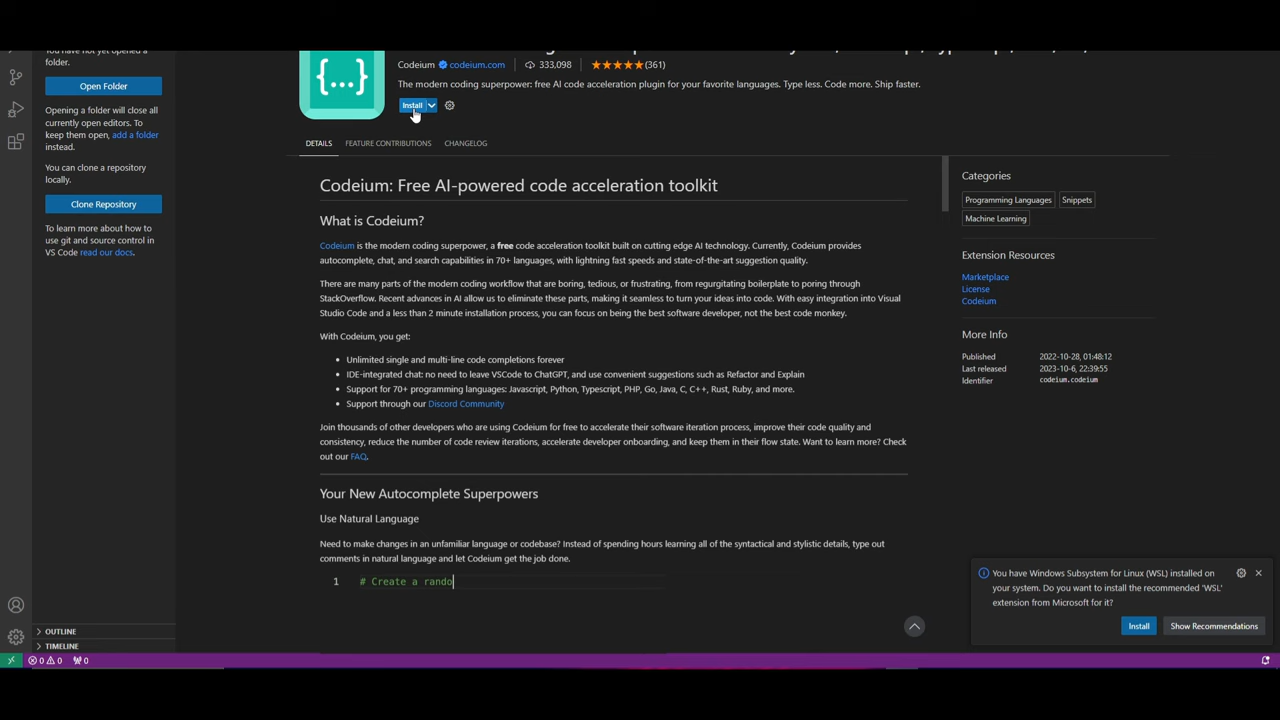 folder.
Open Folder
Opening a folder will close all
currently open editors. To
keep them open, add a folder
instead.
You can clone a repository
locally.
Clone Repository
To learn more about how to
use git and source control in
VS Code read our docs.
OUTLINE
TIMELINE
0 0 0
{...}
Codeium codeium.com 333,098 (361)
The modern coding superpower: free AI code acceleration plugin for your favorite languages. Type less. Code more. Ship faster.
Install
DETAILS FEATURE CONTRIBUTIONS CHANGELOG
Codeium: Free AI-powered code acceleration toolkit
What is Codeium?
Codeium is the modern coding superpower, a free code acceleration toolkit built on cutting edge AI technology. Currently, Codeium provides
autocomplete, chat, and search capabilities in 70+ languages, with lightning fast speeds and state-of-the-art suggestion quality.
There are many parts of the modern coding workflow that are boring, tedious, or frustrating, from regurgitating boilerplate to poring through
StackOverflow. Recent advances in AI allow us to eliminate these parts, making it seamless to turn your ideas into code. With easy integration into Visual
Studio Code and a less than 2 minute installation process, you can focus on being the best software developer, not the best code monkey.
With Codeium, you get:
• Unlimited single and multi-line code completions forever
• IDE-integrated chat: no need to leave VSCode to ChatGPT, and use convenient suggestions such as Refactor and Explain
• Support for 70+ programming languages: Javascript, Python, Typescript, PHP, Go, Java, C, C++, Rust, Ruby, and more.
• Support through our Discord Community
Join thousands of other developers who are using Codeium for free to accelerate their software iteration process, improve their code quality and
consistency, reduce the number of code review iterations, accelerate developer onboarding, and keep them in their flow state. Want to learn more? Check
out our FAQ.
Your New Autocomplete Superpowers
Use Natural Language
Need to make changes in an unfamiliar language or codebase? Instead of spending hours learning all of the syntactical and stylistic details, type out
comments in natural language and let Codeium get the job done.
1 # Create a rando
Categories
Programming Languages Snippets
Machine Learning
Extension Resources
Marketplace
License
Codeium
More Info
Published 2022-10-28, 01:48:12
Last released 2023-10-6, 22:39:55
Identifier codeium.codeium
You have Windows Subsystem for Linux (WSL) installed on
your system. Do you want to install the recommended 'WSL'
extension from Microsoft for it?
Install Show Recommendations